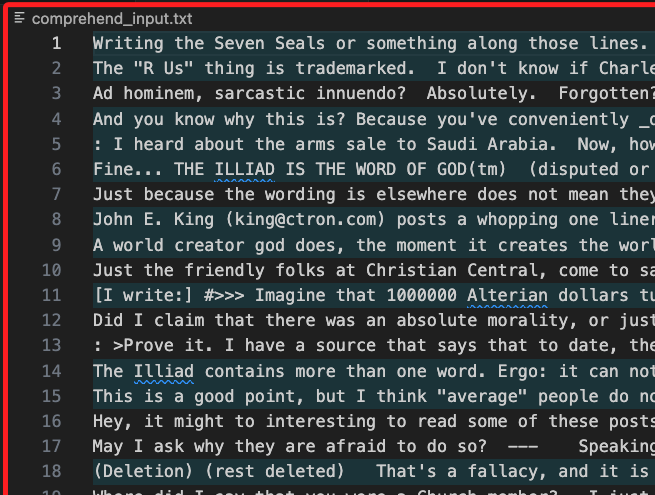 comprehend_input.txt
1 Writing the Seven Seals or something along those lines.
2 The "R Us" thing is trademarked.  I don't know if Charle
3 Ad hominem, sarcastic innuendo?  Absolutely.  Forgotten?
4 And you know why this is? Because you've conveniently _d
5 : I heard about the arms sale to Saudi Arabia.  Now, how
6 Fine... THE ILLIAD IS THE WORD OF GOD(tm)  (disputed or
7 Just because the wording is elsewhere does not mean they
8 John E. King (king@ctron.com) posts a whopping one liner
9 A world creator god does, the moment it creates the worl
10 Just the friendly folks at Christian Central, come to sa
11 [I write:] #>>> Imagine that 1000000 Alterian dollars tu
12 Did I claim that there was an absolute morality, or just
13 : >Prove it. I have a source that says that to date, the
14 The Illiad contains more than one word. Ergo: it can not
15 This is a good point, but I think "average" people do no
16 Hey, it might to interesting to read some of these posts
17 May I ask why they are afraid to do so?  ---    Speaking
18 (Deletion) (rest deleted)   That's a fallacy, and it is